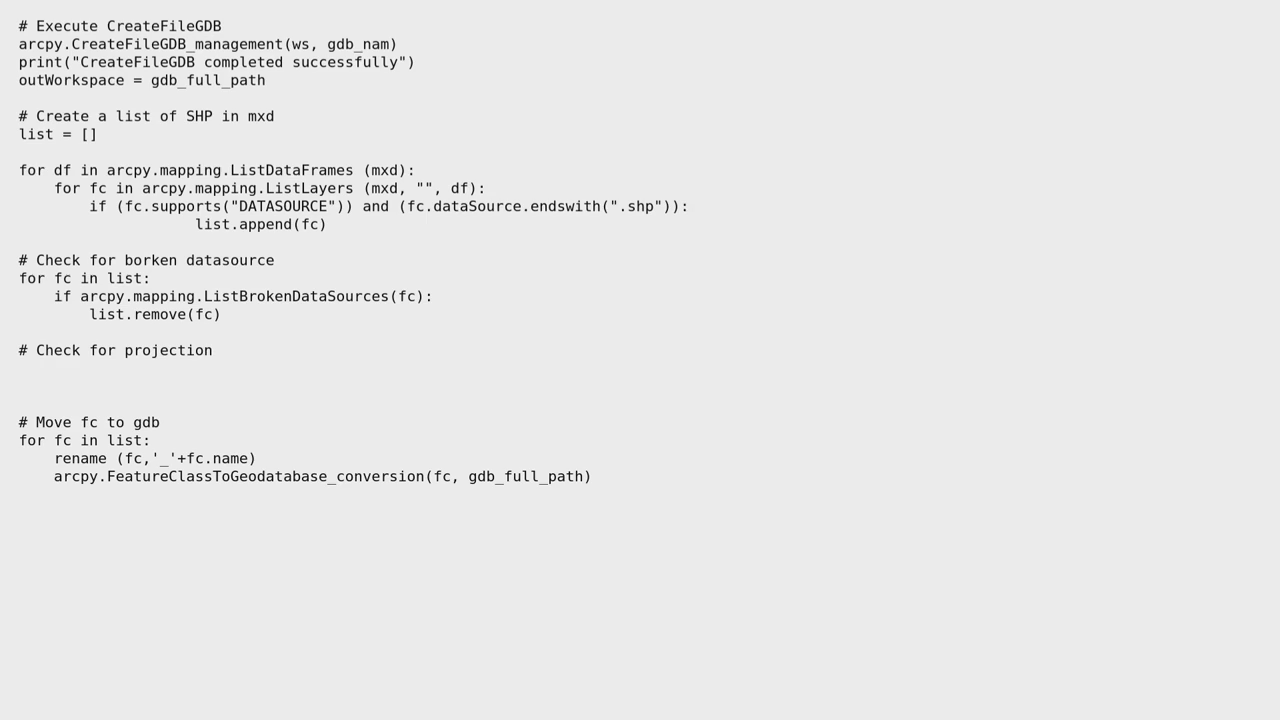 # Execute CreateFileGDB
arcpy.CreateFileGDB_management(ws, gdb_nam)
print("CreateFileGDB completed successfully")
outWorkspace = gdb_full_path
# Create a list of SHP in mxd
list = []
for df in arcpy.mapping.ListDataFrames (mxd):
    for fc in arcpy.mapping.ListLayers (mxd, "", df):
        if (fc.supports("DATASOURCE")) and (fc.dataSource.endswith(".shp")):
                    list.append(fc)
# Check for borken datasource
for fc in list:
    if arcpy.mapping.ListBrokenDataSources(fc):
        list.remove(fc)
# Check for projection
# Move fc to gdb
for fc in list:
    rename (fc,'_'+fc.name)
    arcpy.FeatureClassToGeodatabase_conversion(fc, gdb_full_path)